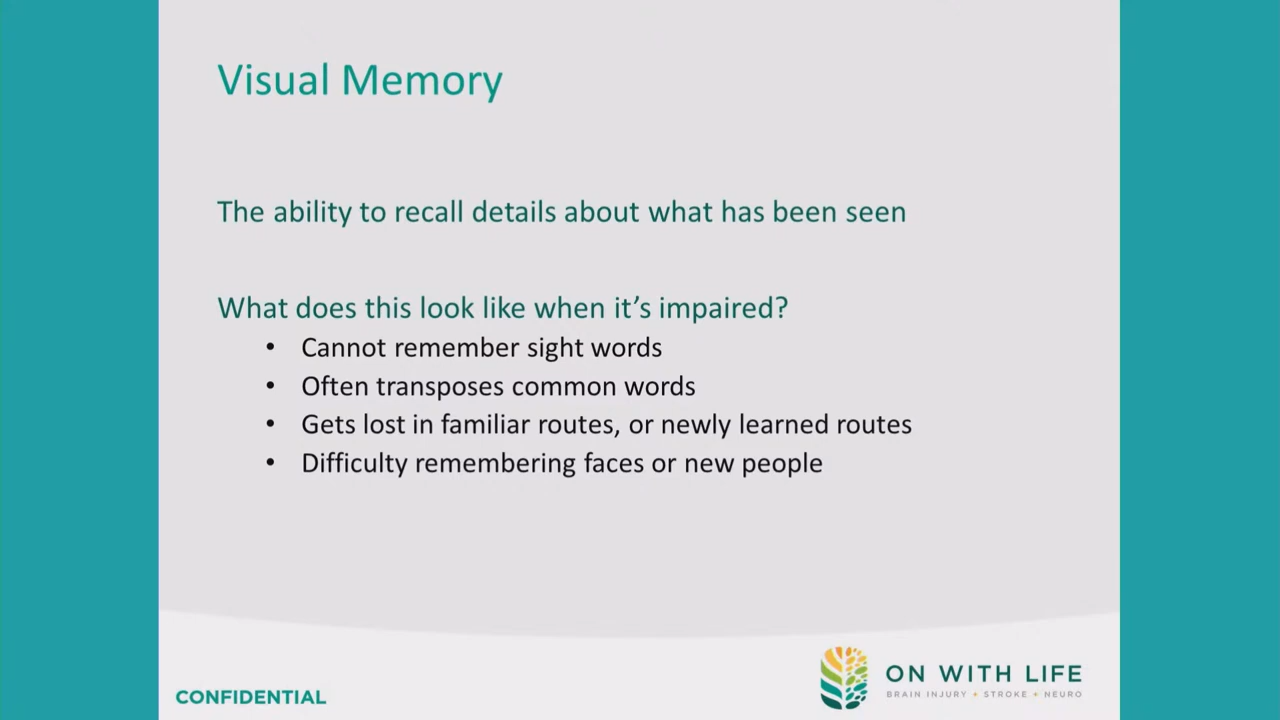 Visual Memory
The ability to recall details about what has been seen
What does this look like when it's impaired?
• Cannot remember sight words
• Often transposes common words
• Gets lost in familiar routes, or newly learned routes
• Difficulty remembering faces or new people
CONFIDENTIAL
ON WITH LIFE
BRAIN INJURY + STROKE + NEURO